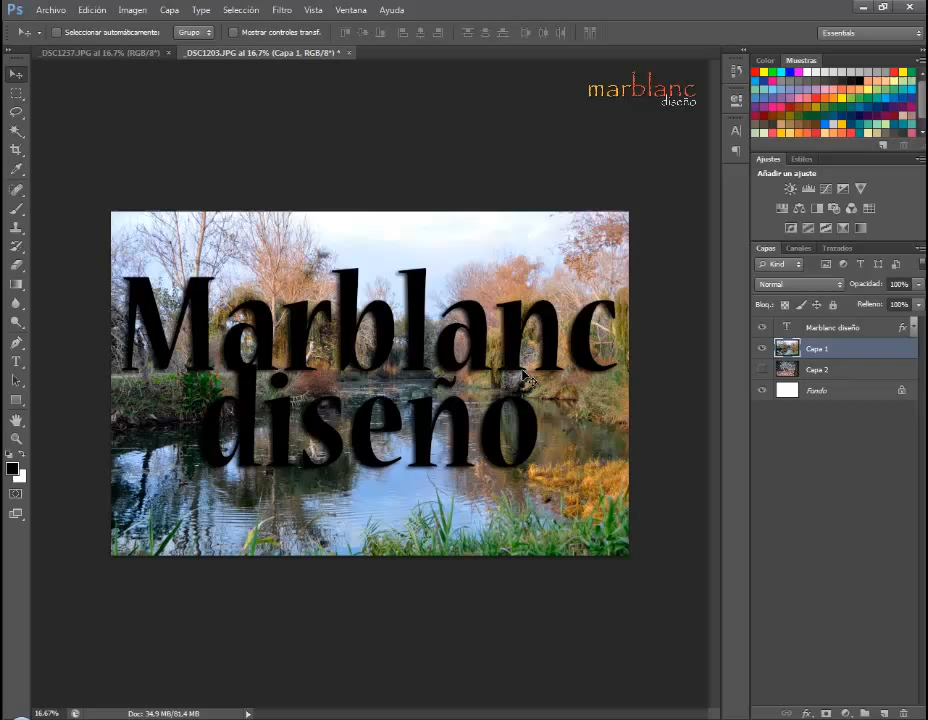 Ps Archivo Edición Imagen Capa Type Selección Filtro Vista Ventana Ayuda
Seleccionar automáticamente: Grupo Mostrar controles transf. Essentials
_DSC1237.JPG al 16.7% (RGB/8*) × _DSC1203.JPG al 16.7% (Capa 1, RGB/8*) * ×
Color Muestras
marblanc
diseño
Ajustes Estilos
Añadir un ajuste
Capas Canales Trazados
Kind
Normal Opacidad: 100%
Bloq.: Relleno: 100%
T Marblanc diseño fx
Capa 1
Capa 2
Fondo
Marblanc
diseño
16.67% Doc: 34,9 MB/81,4 MB